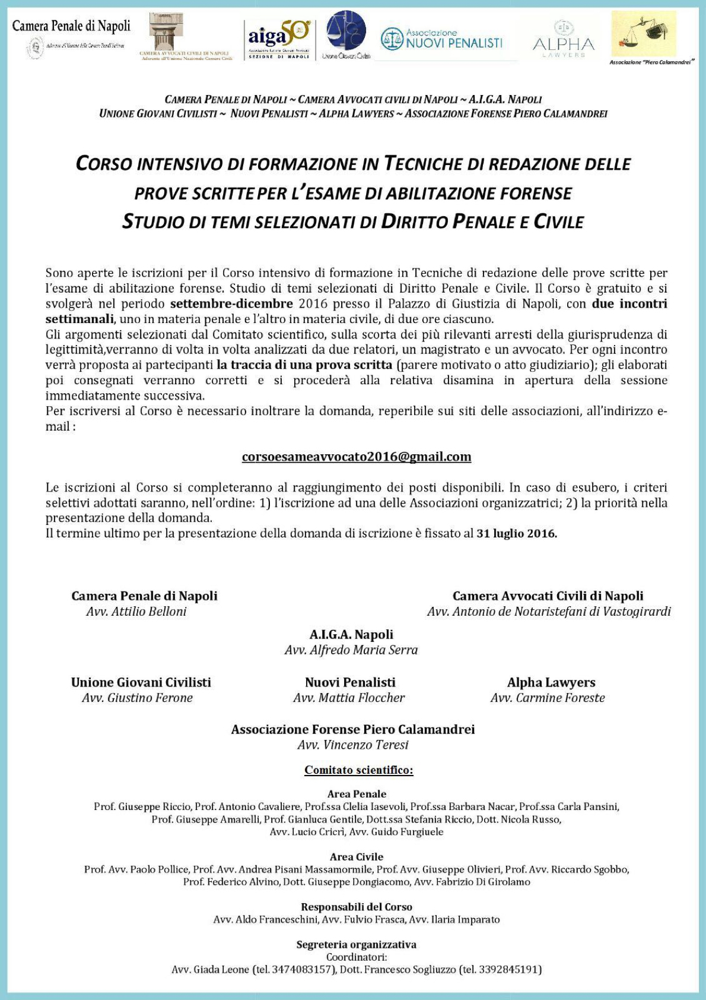 Camera Penale di Napoli
Aderente all'Unione delle Camere Penali Italiane
CAMERA AVVOCATI CIVILI DI NAPOLI
Aderente all'Unione Nazionale Camere Civili
aiga 50°
Associazione Italiana Giovani Avvocati
SEZIONE DI NAPOLI
Unione Giovani Civilisti
Associazione
NUOVI PENALISTI
ALPHA
LAWYERS
Associazione "Piero Calamandrei"
CAMERA PENALE DI NAPOLI ~ CAMERA AVVOCATI CIVILI DI NAPOLI ~ A.I.G.A. NAPOLI
UNIONE GIOVANI CIVILISTI ~ NUOVI PENALISTI ~ ALPHA LAWYERS ~ ASSOCIAZIONE FORENSE PIERO CALAMANDREI
CORSO INTENSIVO DI FORMAZIONE IN TECNICHE DI REDAZIONE DELLE
PROVE SCRITTE PER L'ESAME DI ABILITAZIONE FORENSE
STUDIO DI TEMI SELEZIONATI DI DIRITTO PENALE E CIVILE
Sono aperte le iscrizioni per il Corso intensivo di formazione in Tecniche di redazione delle prove scritte per
l'esame di abilitazione forense. Studio di temi selezionati di Diritto Penale e Civile. Il Corso è gratuito e si
svolgerà nel periodo settembre-dicembre 2016 presso il Palazzo di Giustizia di Napoli, con due incontri
settimanali, uno in materia penale e l'altro in materia civile, di due ore ciascuno.
Gli argomenti selezionati dal Comitato scientifico, sulla scorta dei più rilevanti arresti della giurisprudenza di
legittimità,verranno di volta in volta analizzati da due relatori, un magistrato e un avvocato. Per ogni incontro
verrà proposta ai partecipanti la traccia di una prova scritta (parere motivato o atto giudiziario); gli elaborati
poi consegnati verranno corretti e si procederà alla relativa disamina in apertura della sessione
immediatamente successiva.
Per iscriversi al Corso è necessario inoltrare la domanda, reperibile sui siti delle associazioni, all'indirizzo e-
mail :
corsoesameavvocato2016@gmail.com
Le iscrizioni al Corso si completeranno al raggiungimento dei posti disponibili. In caso di esubero, i criteri
selettivi adottati saranno, nell'ordine: 1) l'iscrizione ad una delle Associazioni organizzatrici; 2) la priorità nella
presentazione della domanda.
Il termine ultimo per la presentazione della domanda di iscrizione è fissato al 31 luglio 2016.
Camera Penale di Napoli
Avv. Attilio Belloni
Camera Avvocati Civili di Napoli
Avv. Antonio de Notaristefani di Vastogirardi
A.I.G.A. Napoli
Avv. Alfredo Maria Serra
Unione Giovani Civilisti
Avv. Giustino Ferone
Nuovi Penalisti
Avv. Mattia Floccher
Alpha Lawyers
Avv. Carmine Foreste
Associazione Forense Piero Calamandrei
Avv. Vincenzo Teresi
Comitato scientifico:
Area Penale
Prof. Giuseppe Riccio, Prof. Antonio Cavaliere, Prof.ssa Clelia Iasevoli, Prof.ssa Barbara Nacar, Prof.ssa Carla Pansini,
Prof. Giuseppe Amarelli, Prof. Gianluca Gentile, Dott.ssa Stefania Riccio, Dott. Nicola Russo,
Avv. Lucio Cricrì, Avv. Guido Furgiuele
Area Civile
Prof. Avv. Paolo Pollice, Prof. Avv. Andrea Pisani Massamormile, Prof. Avv. Giuseppe Olivieri, Prof. Avv. Riccardo Sgobbo,
Prof. Federico Alvino, Dott. Giuseppe Dongiacomo, Avv. Fabrizio Di Girolamo
Responsabili del Corso
Avv. Aldo Franceschini, Avv. Fulvio Frasca, Avv. Ilaria Imparato
Segreteria organizzativa
Coordinatori:
Avv. Giada Leone (tel. 3474083157), Dott. Francesco Sogliuzzo (tel. 3392845191)